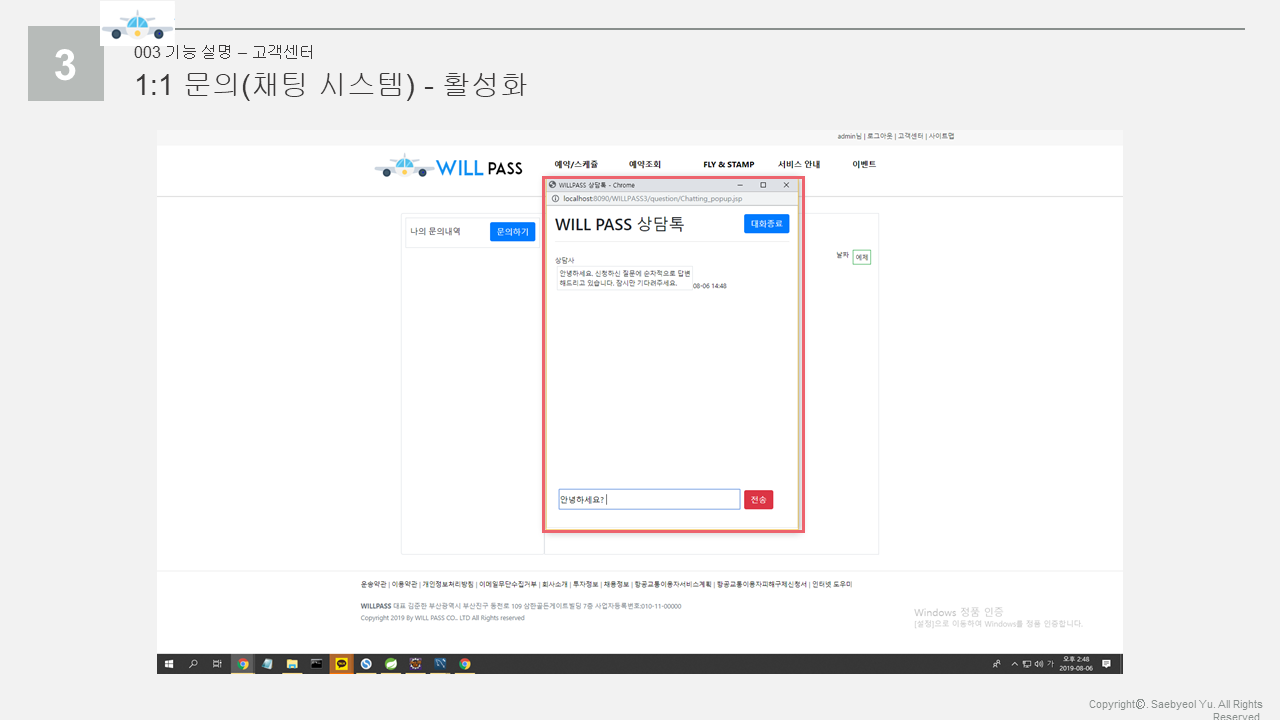 3
003 기능 설명 – 고객센터
1:1 문의(채팅 시스템) - 활성화
admin님 | 로그아웃 | 고객센터 | 사이트맵
WILL PASS
예약/스케쥴 예약조회 FLY & STAMP 서비스 안내 이벤트
WILLPASS 상담톡 - Chrome
localhost:8090/WILLPASS3/question/Chatting_popup.jsp
나의 문의내역 문의하기
WILL PASS 상담톡 대화종료
날짜 예제
상담사
안녕하세요. 신청하신 질문에 순차적으로 답변
해드리고 있습니다. 잠시만 기다려주세요. 08-06 14:48
안녕하세요? 전송
운송약관 | 이용약관 | 개인정보처리방침 | 이메일무단수집거부 | 회사소개 | 투자정보 | 채용정보 | 항공교통이용자서비스계획 | 항공교통이용자피해구제신청서 | 인터넷 도우미
WILLPASS 대표 김준한 부산광역시 부산진구 동천로 109 삼한골든게이트빌딩 7층 사업자등록번호:010-11-00000
Copyright 2019 By WILL PASS CO., LTD All Rights reserved
Windows 정품 인증
[설정]으로 이동하여 Windows를 정품 인증합니다.
가
오후 2:48
2019-08-06
Copyright©. Saebyeol Yu. All Rights
Reserved.